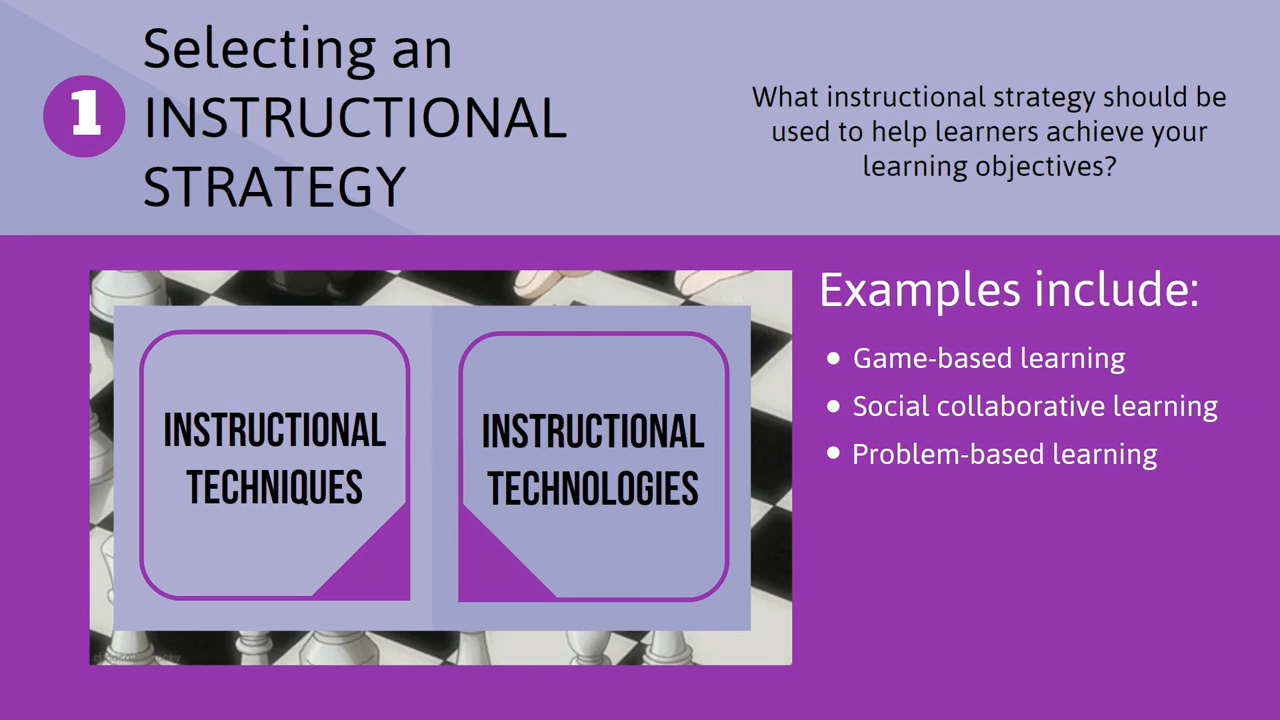 1
Selecting an
INSTRUCTIONAL
STRATEGY
What instructional strategy should be
used to help learners achieve your
learning objectives?
INSTRUCTIONAL
TECHNIQUES
INSTRUCTIONAL
TECHNOLOGIES
Examples include:
• Game-based learning
• Social collaborative learning
• Problem-based learning